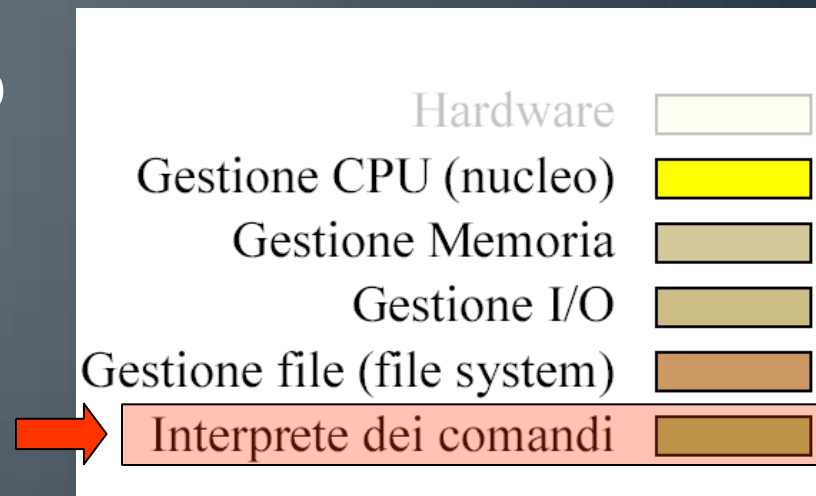 Hardware
Gestione CPU (nucleo)
Gestione Memoria
Gestione I/O
Gestione file (file system)
Interprete dei comandi